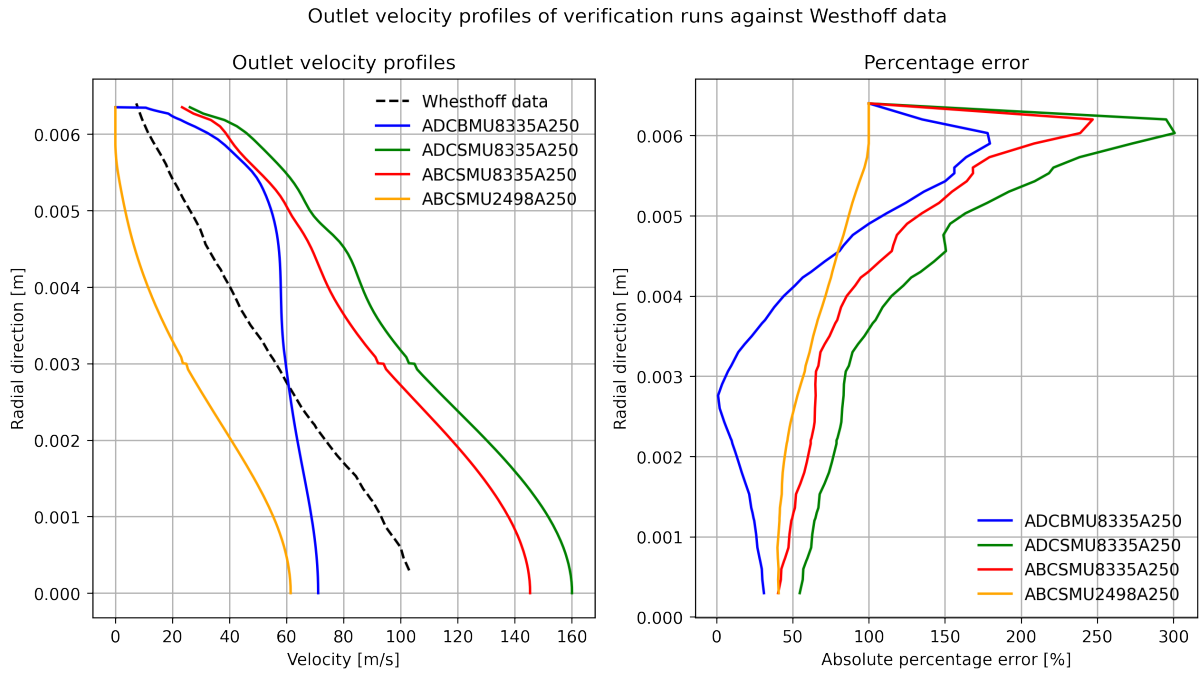 Outlet velocity profiles of verification runs against Westhoff data
Outlet velocity profiles
Whesthoff data
ADCBMU8335A250
ADCSMU8335A250
ABCSMU8335A250
ABCSMU2498A250
0.006
0.005
0.004
0.003
0.002
0.001
0.000
Radial direction [m]
0 20 40 60 80 100 120 140 160
Velocity [m/s]
Percentage error
0.006
0.005
0.004
0.003
0.002
0.001
0.000
Radial direction [m]
ADCBMU8335A250
ADCSMU8335A250
ABCSMU8335A250
ABCSMU2498A250
0 50 100 150 200 250 300
Absolute percentage error [%]